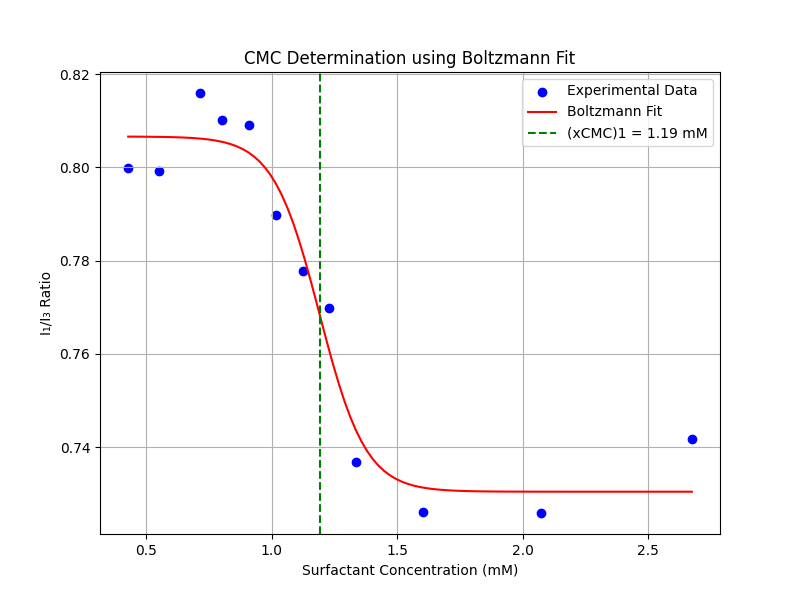 CMC Determination using Boltzmann Fit
Experimental Data
Boltzmann Fit
(xCMC)1 = 1.19 mM
I₁/I₃ Ratio
0.82
0.80
0.78
0.76
0.74
0.5
1.0
1.5
2.0
2.5
Surfactant Concentration (mM)